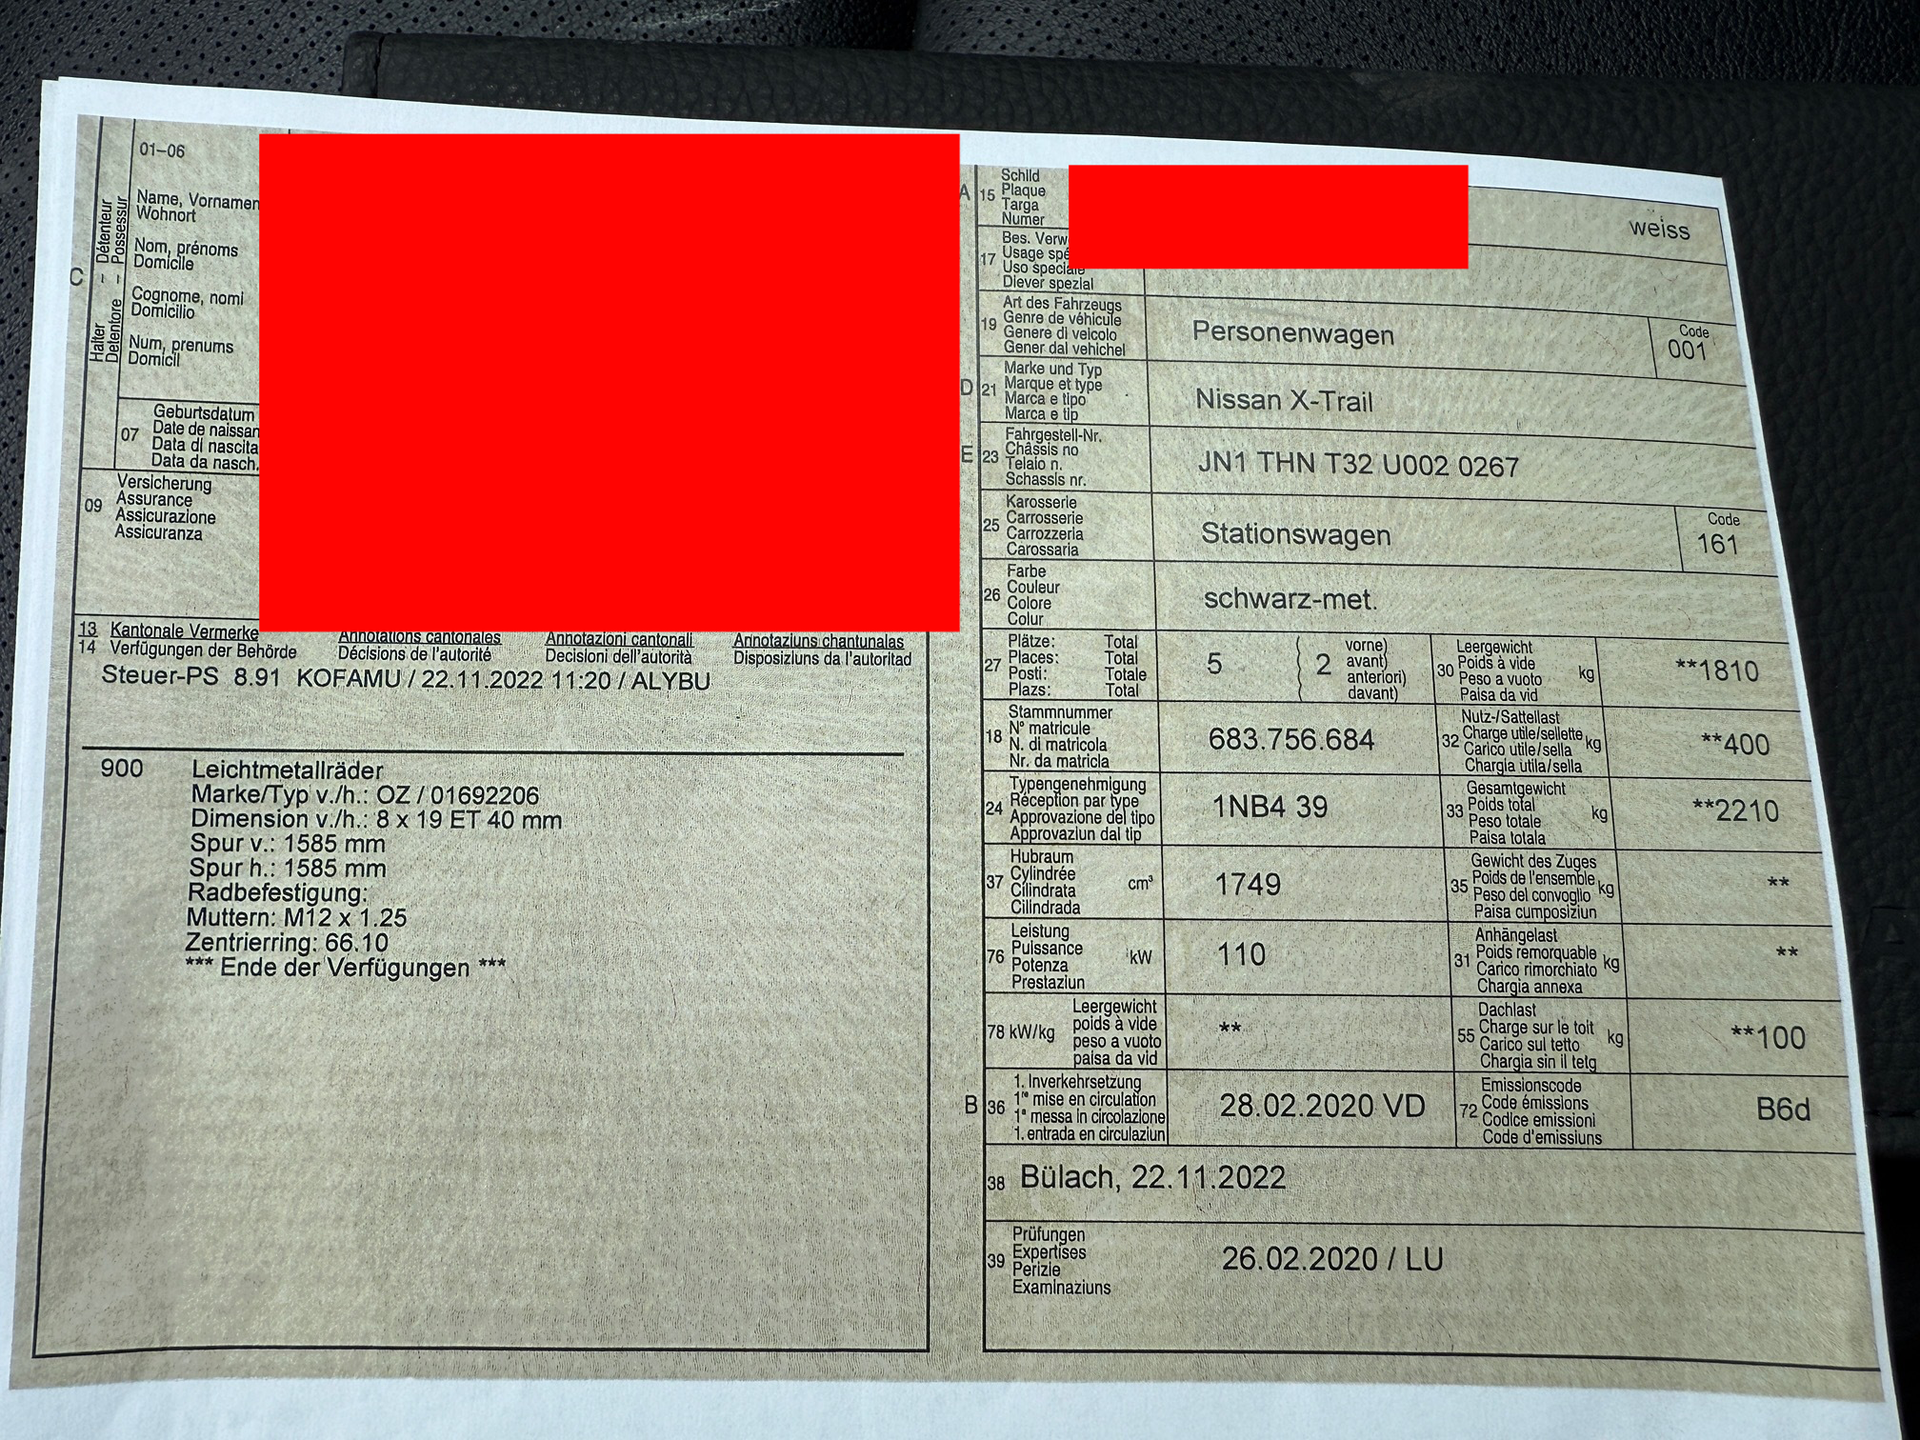 01–06
Name, Vornamen
Wohnort
Nom, prénoms
Domicile
Cognome, nomi
Domicilio
Num, prenums
Domicil
C
Halter – Détenteur
Detentore – Possessur
07
Geburtsdatum
Date de naissan
Data di nascita
Data da nasch.
09
Versicherung
Assurance
Assicurazione
Assicuranza
13 Kantonale Vermerke Annotations cantonales Annotazioni cantonali Annotaziuns chantunalas
14 Verfügungen der Behörde Décisions de l'autorité Decisioni dell'autorità Disposiziuns da l'autoritad
Steuer-PS 8.91 KOFAMU / 22.11.2022 11:20 / ALYBU
900 Leichtmetallräder
Marke/Typ v./h.: OZ / 01692206
Dimension v./h.: 8 x 19 ET 40 mm
Spur v.: 1585 mm
Spur h.: 1585 mm
Radbefestigung:
Muttern: M12 x 1.25
Zentrierring: 66.10
*** Ende der Verfügungen ***
A 15
Schild
Plaque
Targa
Numer
weiss
17
Bes. Verw
Usage spé
Uso speciale
Diever spezial
19
Art des Fahrzeugs
Genre de véhicule
Genere di veicolo
Gener dal vehichel
Personenwagen
Code
001
D 21
Marke und Typ
Marque et type
Marca e tipo
Marca e tip
Nissan X-Trail
E 23
Fahrgestell-Nr.
Châssis no
Telaio n.
Schassis nr.
JN1 THN T32 U002 0267
25
Karosserie
Carrosserie
Carrozzeria
Carossaria
Stationswagen
Code
161
26
Farbe
Couleur
Colore
Colur
schwarz-met.
27
Plätze: Total
Places: Total
Posti: Totale
Plazs: Total
5
2
vorne)
avant)
anteriori)
davant)
30
Leergewicht
Poids à vide
Peso a vuoto
Paisa da vid
kg
**1810
18
Stammnummer
N° matricule
N. di matricola
Nr. da matricla
683.756.684
32
Nutz-/Sattellast
Charge utile/sellette
Carico utile/sella
Chargia utila/sella
kg
**400
24
Typengenehmigung
Réception par type
Approvazione del tipo
Approvaziun dal tip
1NB4 39
33
Gesamtgewicht
Poids total
Peso totale
Paisa totala
kg
**2210
37
Hubraum
Cylindrée
Cilindrata
Cilindrada
cm³
1749
35
Gewicht des Zuges
Poids de l'ensemble
Peso del convoglio
Paisa cumposiziun
kg
**
76
Leistung
Puissance
Potenza
Prestaziun
kW
110
31
Anhängelast
Poids remorquable
Carico rimorchiato
Chargia annexa
kg
**
78 kW/kg
Leergewicht
poids à vide
peso a vuoto
paisa da vid
**
55
Dachlast
Charge sur le toit
Carico sul tetto
Chargia sin il tetg
kg
**100
B 36
1. Inverkehrsetzung
1re mise en circulation
1a messa in circolazione
1. entrada en circulaziun
28.02.2020 VD
72
Emissionscode
Code émissions
Codice emissioni
Code d'emissiuns
B6d
38 Bülach, 22.11.2022
39
Prüfungen
Expertises
Perizie
Examinaziuns
26.02.2020 / LU